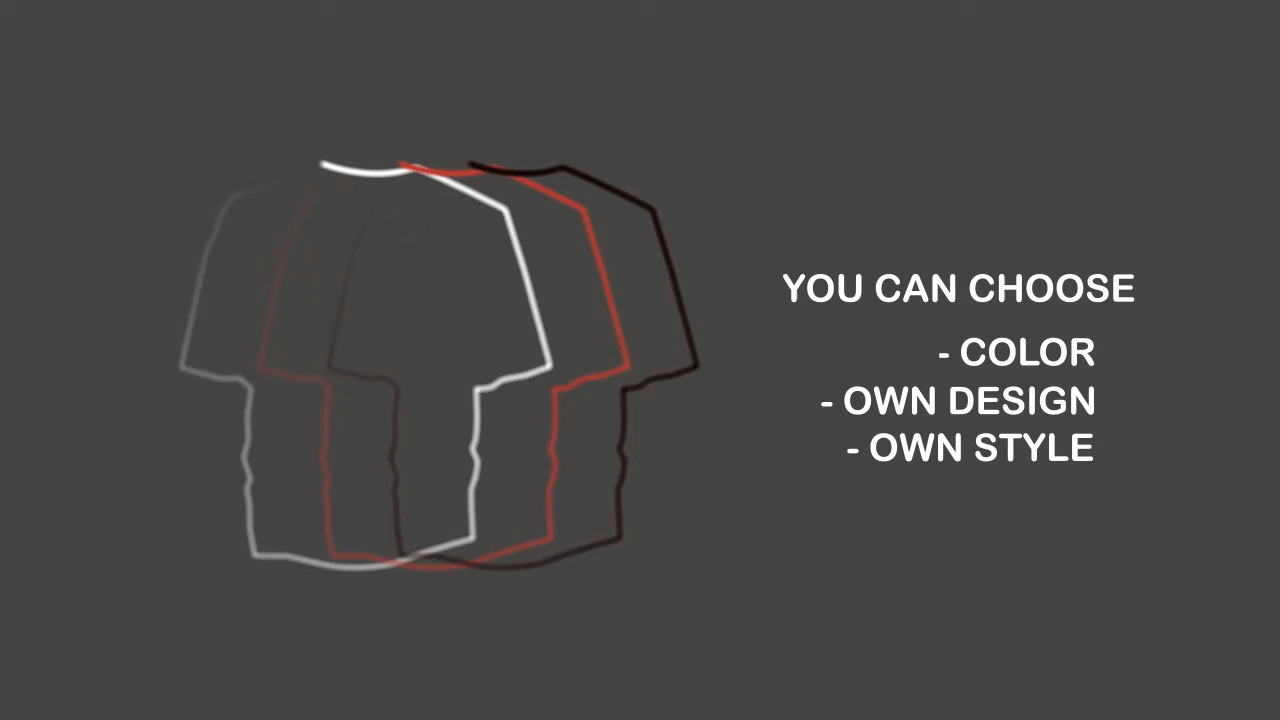 YOU CAN CHOOSE
- COLOR
- OWN DESIGN
- OWN STYLE